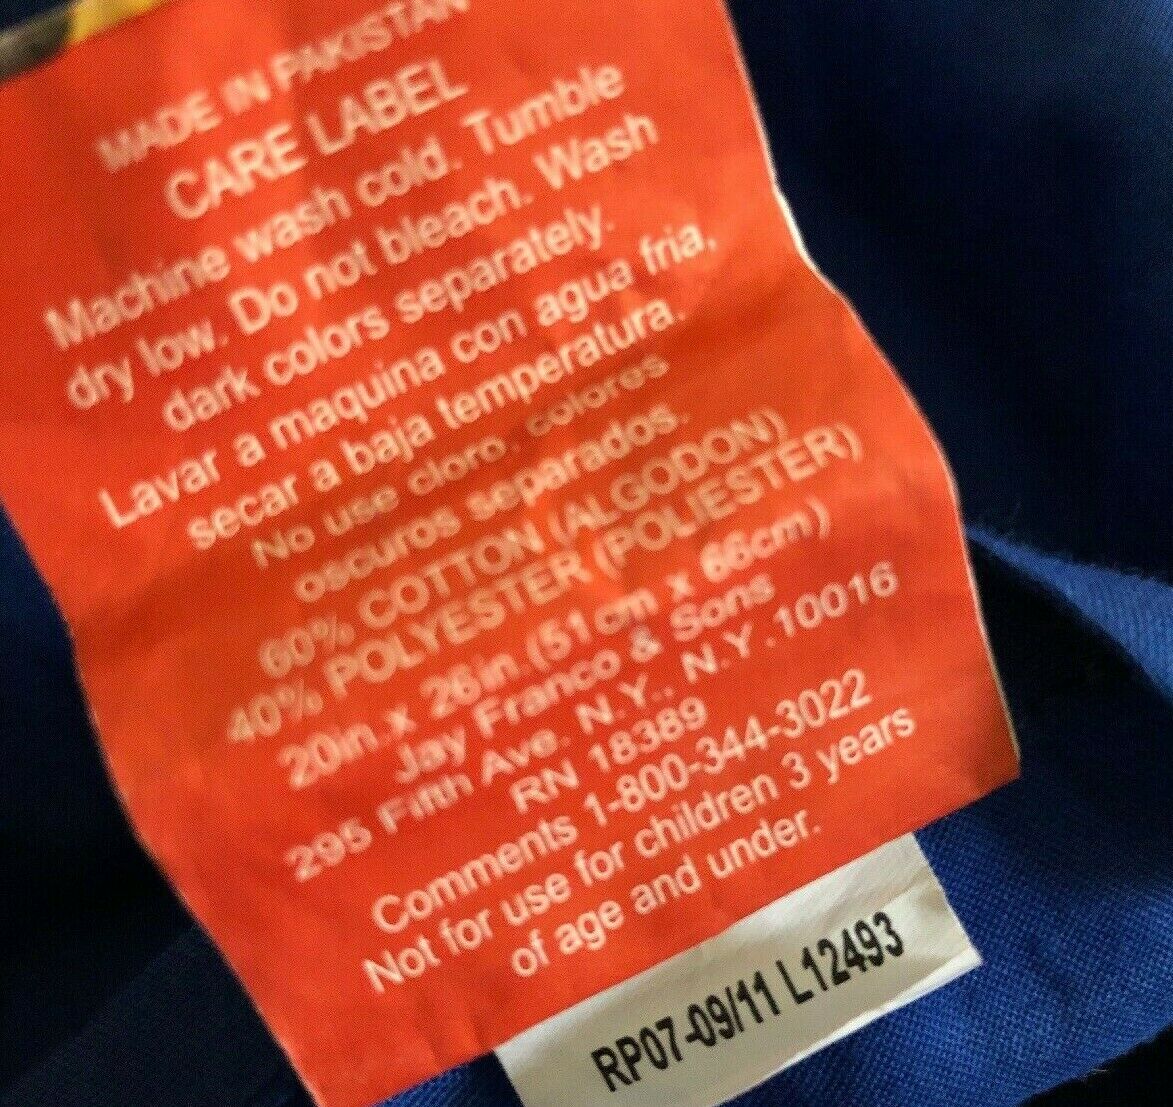 MADE IN PAKISTAN
CARE LABEL
Machine wash cold. Tumble
dry low. Do not bleach. Wash
dark colors separately.
Lavar a maquina con agua fria,
secar a baja temperatura.
No use cloro. colores
oscuros separados.
60% COTTON (ALGODON)
40% POLYESTER (POLIESTER)
20in.x 26in.(51cm x 66cm)
Jay Franco & Sons
295 Fifth Ave. N.Y., N.Y.10016
RN 18389
Comments 1-800-344-3022
Not for use for children 3 years
of age and under.
RP07-09/11 L12493